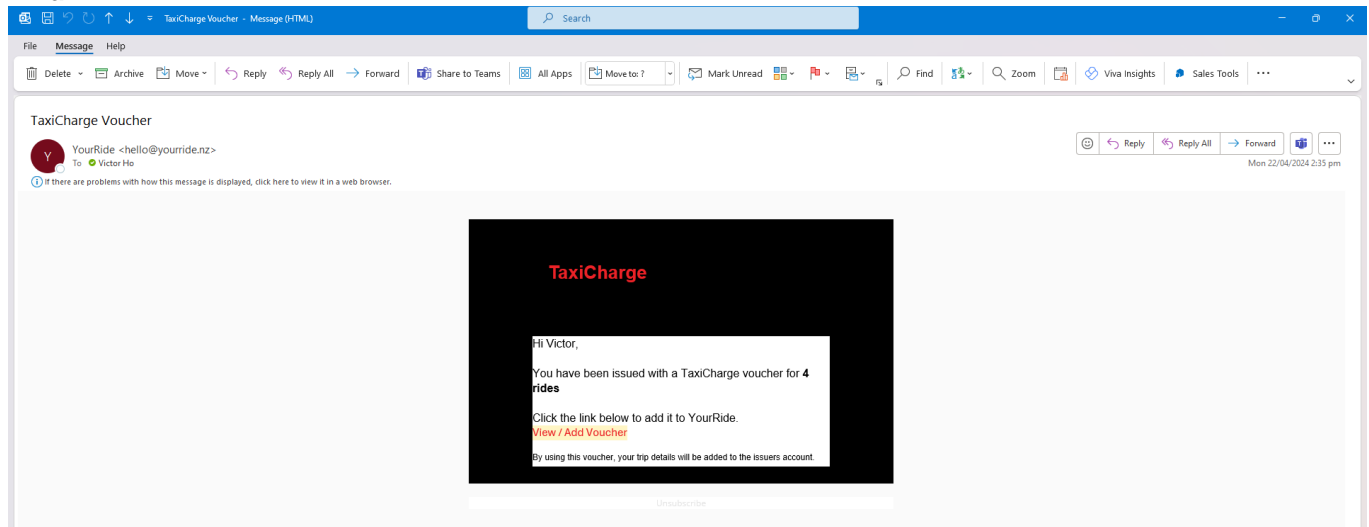 TaxiCharge Voucher - Message (HTML)
Search
File Message Help
Delete Archive Move Reply Reply All Forward Share to Teams All Apps Move to: ? Mark Unread Find Zoom Viva Insights Sales Tools
TaxiCharge Voucher
Y
YourRide <hello@yourride.nz>
To Victor Ho
Reply Reply All Forward
Mon 22/04/2024 2:35 pm
If there are problems with how this message is displayed, click here to view it in a web browser.
TaxiCharge
Hi Victor,
You have been issued with a TaxiCharge voucher for 4
rides
Click the link below to add it to YourRide.
View / Add Voucher
By using this voucher, your trip details will be added to the issuers account.
Unsubscribe